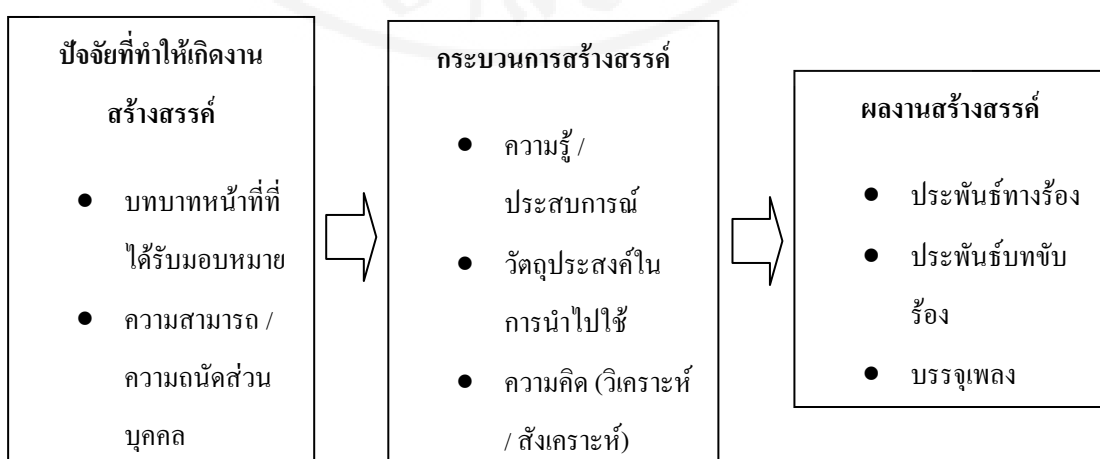 ปัจจัยที่ทำให้เกิดงาน
สร้างสรรค์
● บทบาทหน้าที่ที่
ได้รับมอบหมาย
● ความสามารถ /
ความถนัดส่วน
บุคคล
กระบวนการสร้างสรรค์
● ความรู้ /
ประสบการณ์
● วัตถุประสงค์ใน
การนำไปใช้
● ความคิด (วิเคราะห์
/ สังเคราะห์)
ผลงานสร้างสรรค์
● ประพันธ์ทางร้อง
● ประพันธ์บทขับ
ร้อง
● บรรจุเพลง